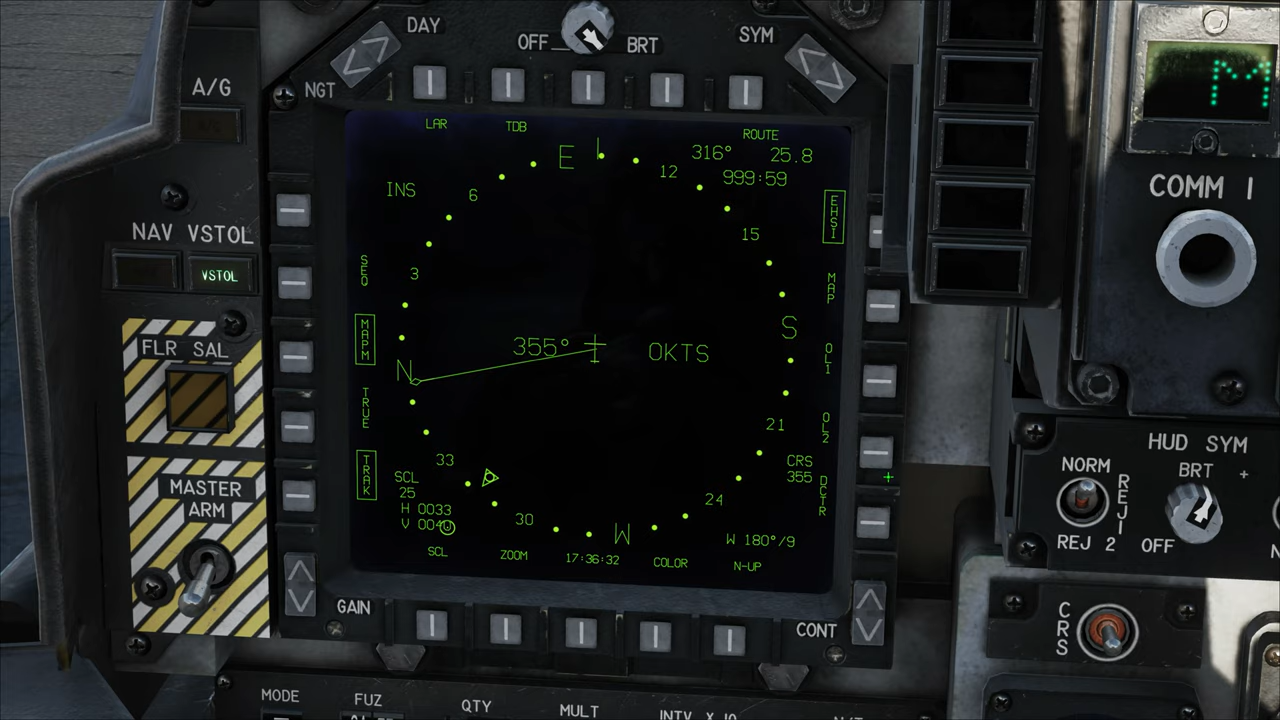 DAY
OFF
BRT
SYM
NGT
A/G
M
COMM 1
NAV VSTOL
VSTOL
FLR SAL
MASTER
ARM
LAR
TDB
ROUTE
316° 25.8
999:59
INS
E
12
15
S
21
24
W
30
33
N
3
6
SEQ
MAPM
TRUE
TRAK
EHSI
MAP
OL1
OL2
DCTR
355°
0KTS
CRS
355
SCL
25
H 0033
V 0040
W 180°/9
SCL
ZOOM
17:36:32
COLOR
N-UP
GAIN
CONT
HUD SYM
NORM
BRT +
REJ 1
REJ 2
OFF
CRS
MODE
FUZ
QTY
MULT